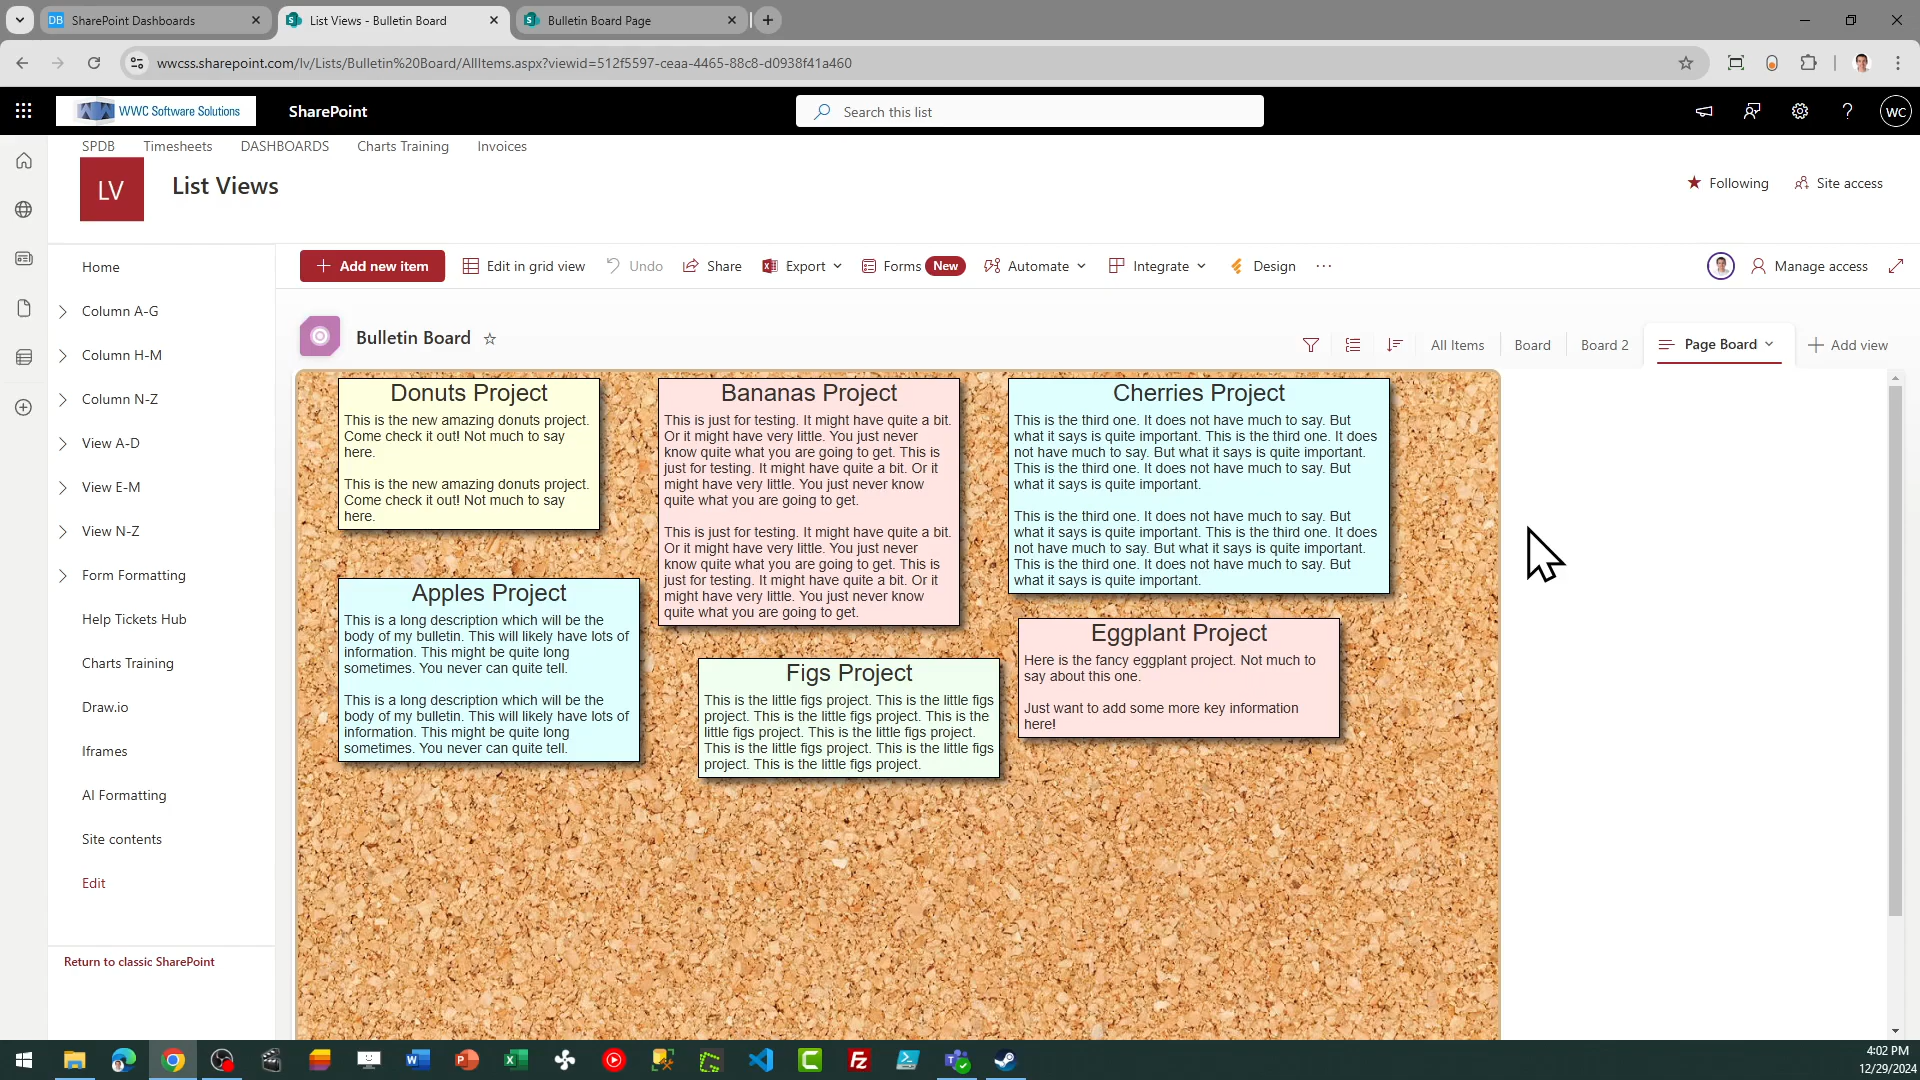 DB SharePoint Dashboards
List Views - Bulletin Board
Bulletin Board Page
wwcss.sharepoint.com/lv/Lists/Bulletin%20Board/AllItems.aspx?viewid=512f5597-ceaa-4465-88c8-d0938f41a460
WWC Software Solutions
SharePoint
Search this list
WC
SPDB
Timesheets
DASHBOARDS
Charts Training
Invoices
LV
List Views
Following
Site access
Home
Column A-G
Column H-M
Column N-Z
View A-D
View E-M
View N-Z
Form Formatting
Help Tickets Hub
Charts Training
Draw.io
Iframes
AI Formatting
Site contents
Edit
Return to classic SharePoint
Add new item
Edit in grid view
Undo
Share
Export
Forms New
Automate
Integrate
Design
Manage access
Bulletin Board
All Items
Board
Board 2
Page Board
Add view
Donuts Project
This is the new amazing donuts project.
Come check it out! Not much to say
here.
This is the new amazing donuts project.
Come check it out! Not much to say
here.
Bananas Project
This is just for testing. It might have quite a bit.
Or it might have very little. You just never
know quite what you are going to get. This is
just for testing. It might have quite a bit. Or it
might have very little. You just never know
quite what you are going to get.
This is just for testing. It might have quite a bit.
Or it might have very little. You just never
know quite what you are going to get. This is
just for testing. It might have quite a bit. Or it
might have very little. You just never know
quite what you are going to get.
Cherries Project
This is the third one. It does not have much to say. But
what it says is quite important. This is the third one. It does
not have much to say. But what it says is quite important.
This is the third one. It does not have much to say. But
what it says is quite important.
This is the third one. It does not have much to say. But
what it says is quite important. This is the third one. It does
not have much to say. But what it says is quite important.
This is the third one. It does not have much to say. But
what it says is quite important.
Apples Project
This is a long description which will be the
body of my bulletin. This will likely have lots of
information. This might be quite long
sometimes. You never can quite tell.
This is a long description which will be the
body of my bulletin. This will likely have lots of
information. This might be quite long
sometimes. You never can quite tell.
Figs Project
This is the little figs project. This is the little figs
project. This is the little figs project. This is the
little figs project. This is the little figs project.
This is the little figs project. This is the little figs
project. This is the little figs project.
Eggplant Project
Here is the fancy eggplant project. Not much to
say about this one.
Just want to add some more key information
here!
4:02 PM
12/29/2024